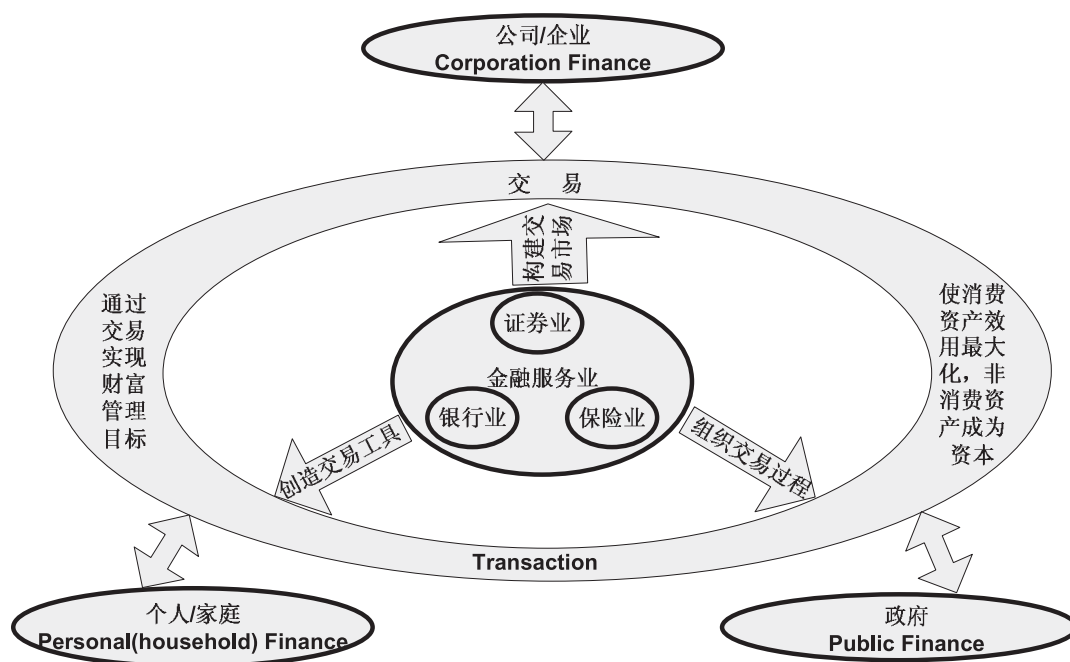 公司/企业
Corporation Finance
交 易
构建交
易市场
通过
交易
实现
财富
管理
目标
使消费
资产效
用最大
化，非
消费资
产成为
资本
证券业
金融服务业
银行业
保险业
创造交易工具
组织交易过程
Transaction
个人/家庭
Personal(household) Finance
政府
Public Finance